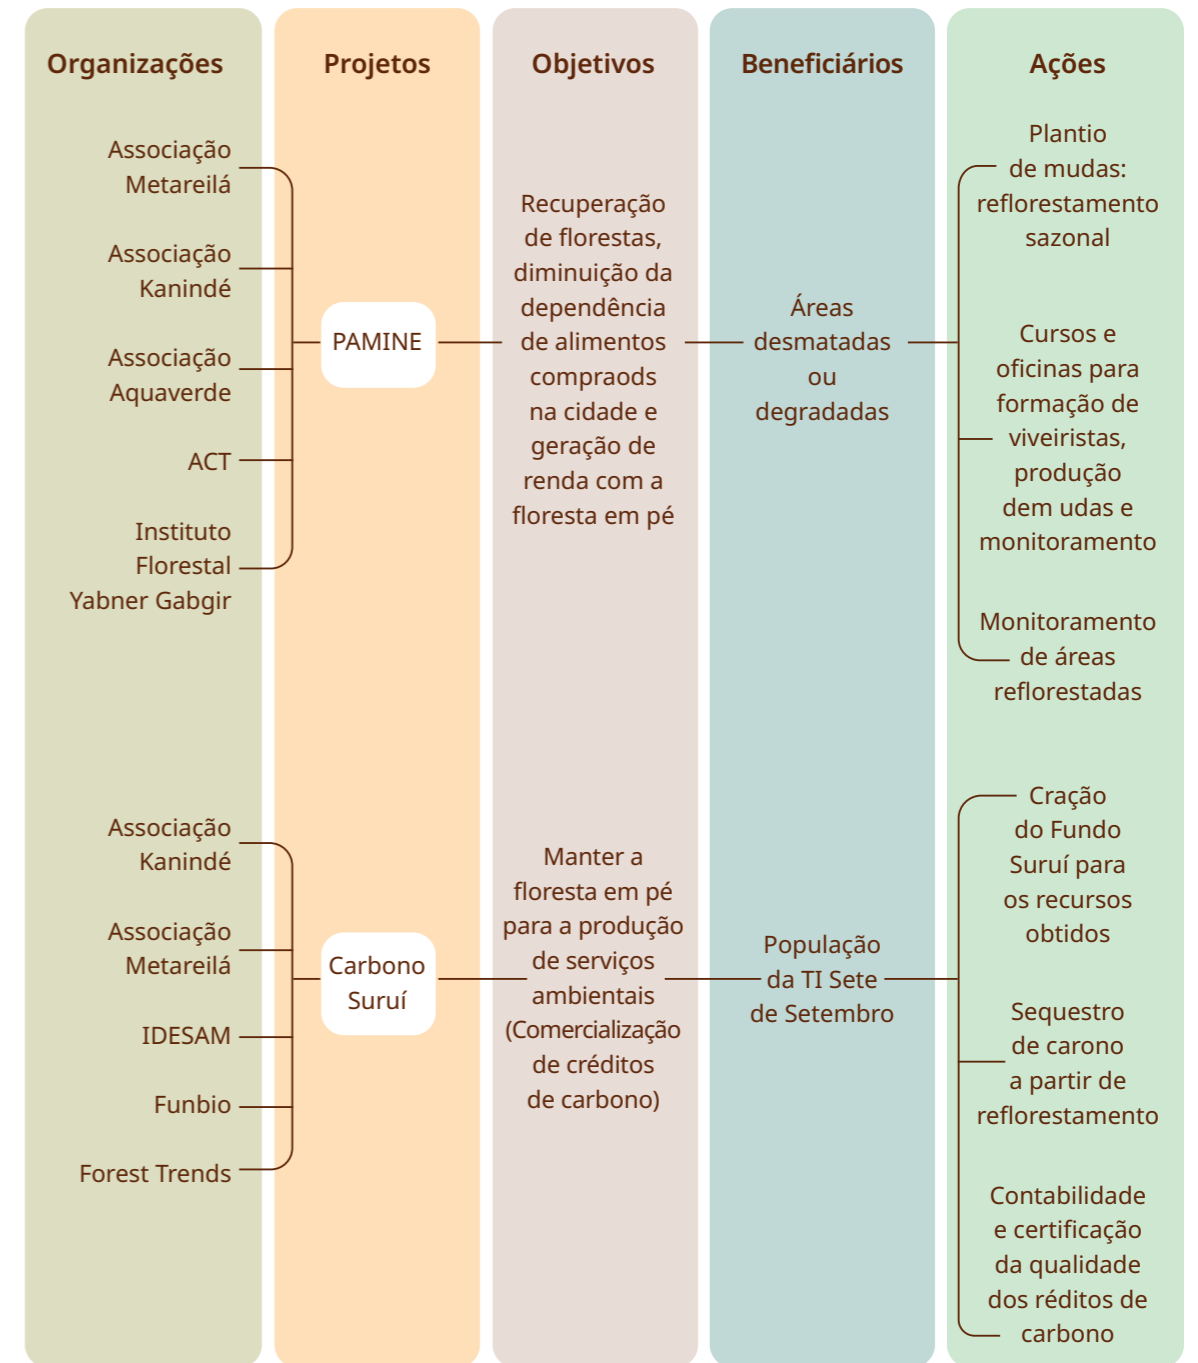 Organizações
Projetos
Objetivos
Beneficiários
Ações
Associação
Metareilá
Associação
Kanindé
Associação
Aquaverde
ACT
Instituto
Florestal
Yabner Gabgir
PAMINE
Recuperação
de florestas,
diminuição da
dependência
de alimentos
compraods
na cidade e
geração de
renda com a
floresta em pé
Áreas
desmatadas
ou
degradadas
Plantio
de mudas:
reflorestamento
sazonal
Cursos e
oficinas para
formação de
viveiristas,
produção
dem udas e
monitoramento
Monitoramento
de áreas
reflorestadas
Associação
Kanindé
Associação
Metareilá
IDESAM
Funbio
Forest Trends
Carbono
Suruí
Manter a
floresta em pé
para a produção
de serviços
ambientais
(Comercialização
de créditos
de carbono)
População
da TI Sete
de Setembro
Cração
do Fundo
Suruí para
os recursos
obtidos
Sequestro
de carono
a partir de
reflorestamento
Contabilidade
e certificação
da qualidade
dos réditos de
carbono